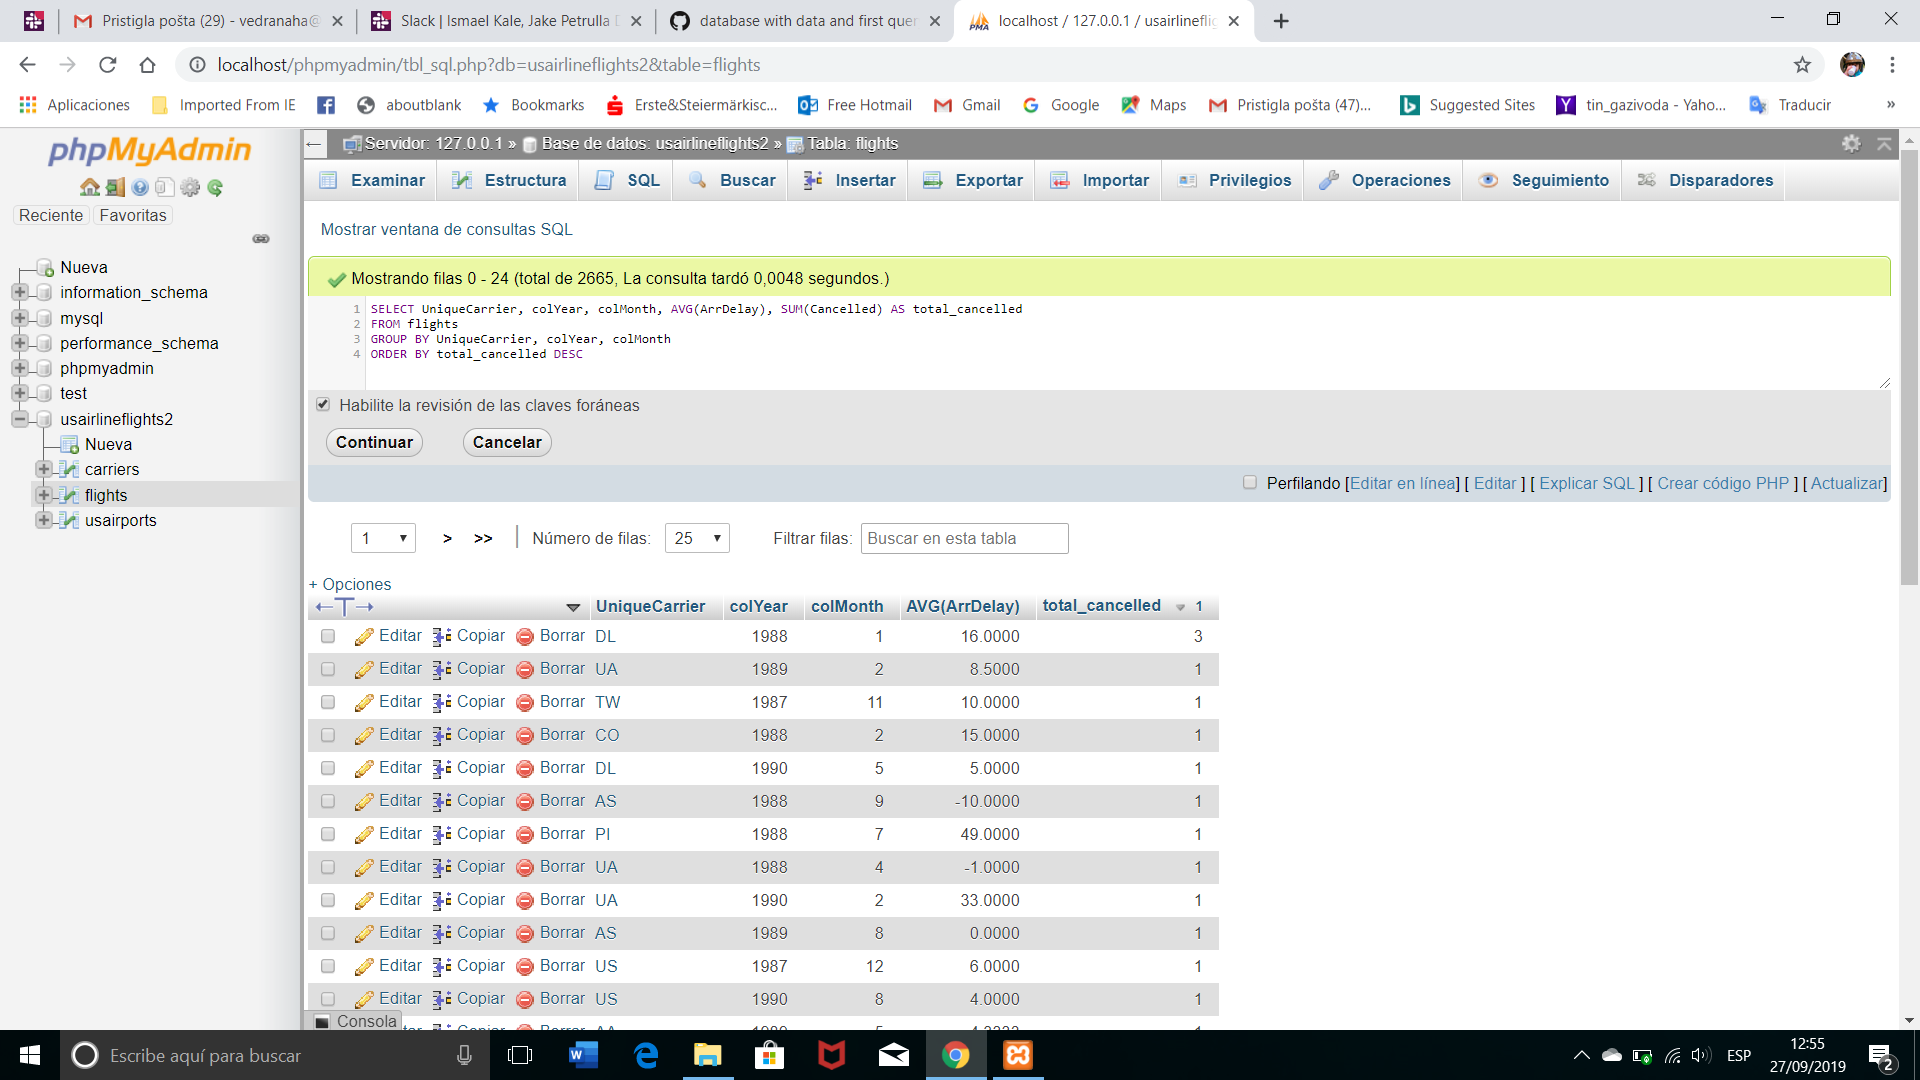 Pristigla pošta (29) - vedranaha@
Slack | Ismael Kale, Jake Petrulla
database with data and first quer
localhost / 127.0.0.1 / usairlinefli
localhost/phpmyadmin/tbl_sql.php?db=usairlineflights2&table=flights
Aplicaciones
Imported From IE
aboutblank
Bookmarks
Erste&Steiermärkisc...
Free Hotmail
Gmail
Google
Maps
Pristigla pošta (47)...
Suggested Sites
tin_gazivoda - Yaho...
Traducir
»
phpMyAdmin
Reciente
Favoritas
Nueva
information_schema
mysql
performance_schema
phpmyadmin
test
usairlineflights2
Nueva
carriers
flights
usairports
Servidor: 127.0.0.1 » Base de datos: usairlineflights2 » Tabla: flights
Examinar
Estructura
SQL
Buscar
Insertar
Exportar
Importar
Privilegios
Operaciones
Seguimiento
Disparadores
Mostrar ventana de consultas SQL
Mostrando filas 0 - 24 (total de 2665, La consulta tardó 0,0048 segundos.)
1 SELECT UniqueCarrier, colYear, colMonth, AVG(ArrDelay), SUM(Cancelled) AS total_cancelled
2 FROM flights
3 GROUP BY UniqueCarrier, colYear, colMonth
4 ORDER BY total_cancelled DESC
Habilite la revisión de las claves foráneas
Continuar
Cancelar
Perfilando [Editar en línea] [ Editar ] [ Explicar SQL ] [ Crear código PHP ] [ Actualizar]
1 > >> | Número de filas: 25 Filtrar filas: Buscar en esta tabla
+ Opciones
←T→ UniqueCarrier colYear colMonth AVG(ArrDelay) total_cancelled 1
Editar Copiar Borrar DL 1988 1 16.0000 3
Editar Copiar Borrar UA 1989 2 8.5000 1
Editar Copiar Borrar TW 1987 11 10.0000 1
Editar Copiar Borrar CO 1988 2 15.0000 1
Editar Copiar Borrar DL 1990 5 5.0000 1
Editar Copiar Borrar AS 1988 9 -10.0000 1
Editar Copiar Borrar PI 1988 7 49.0000 1
Editar Copiar Borrar UA 1988 4 -1.0000 1
Editar Copiar Borrar UA 1990 2 33.0000 1
Editar Copiar Borrar AS 1989 8 0.0000 1
Editar Copiar Borrar US 1987 12 6.0000 1
Editar Copiar Borrar US 1990 8 4.0000 1
Consola
Escribe aquí para buscar
ESP
12:55
27/09/2019
2